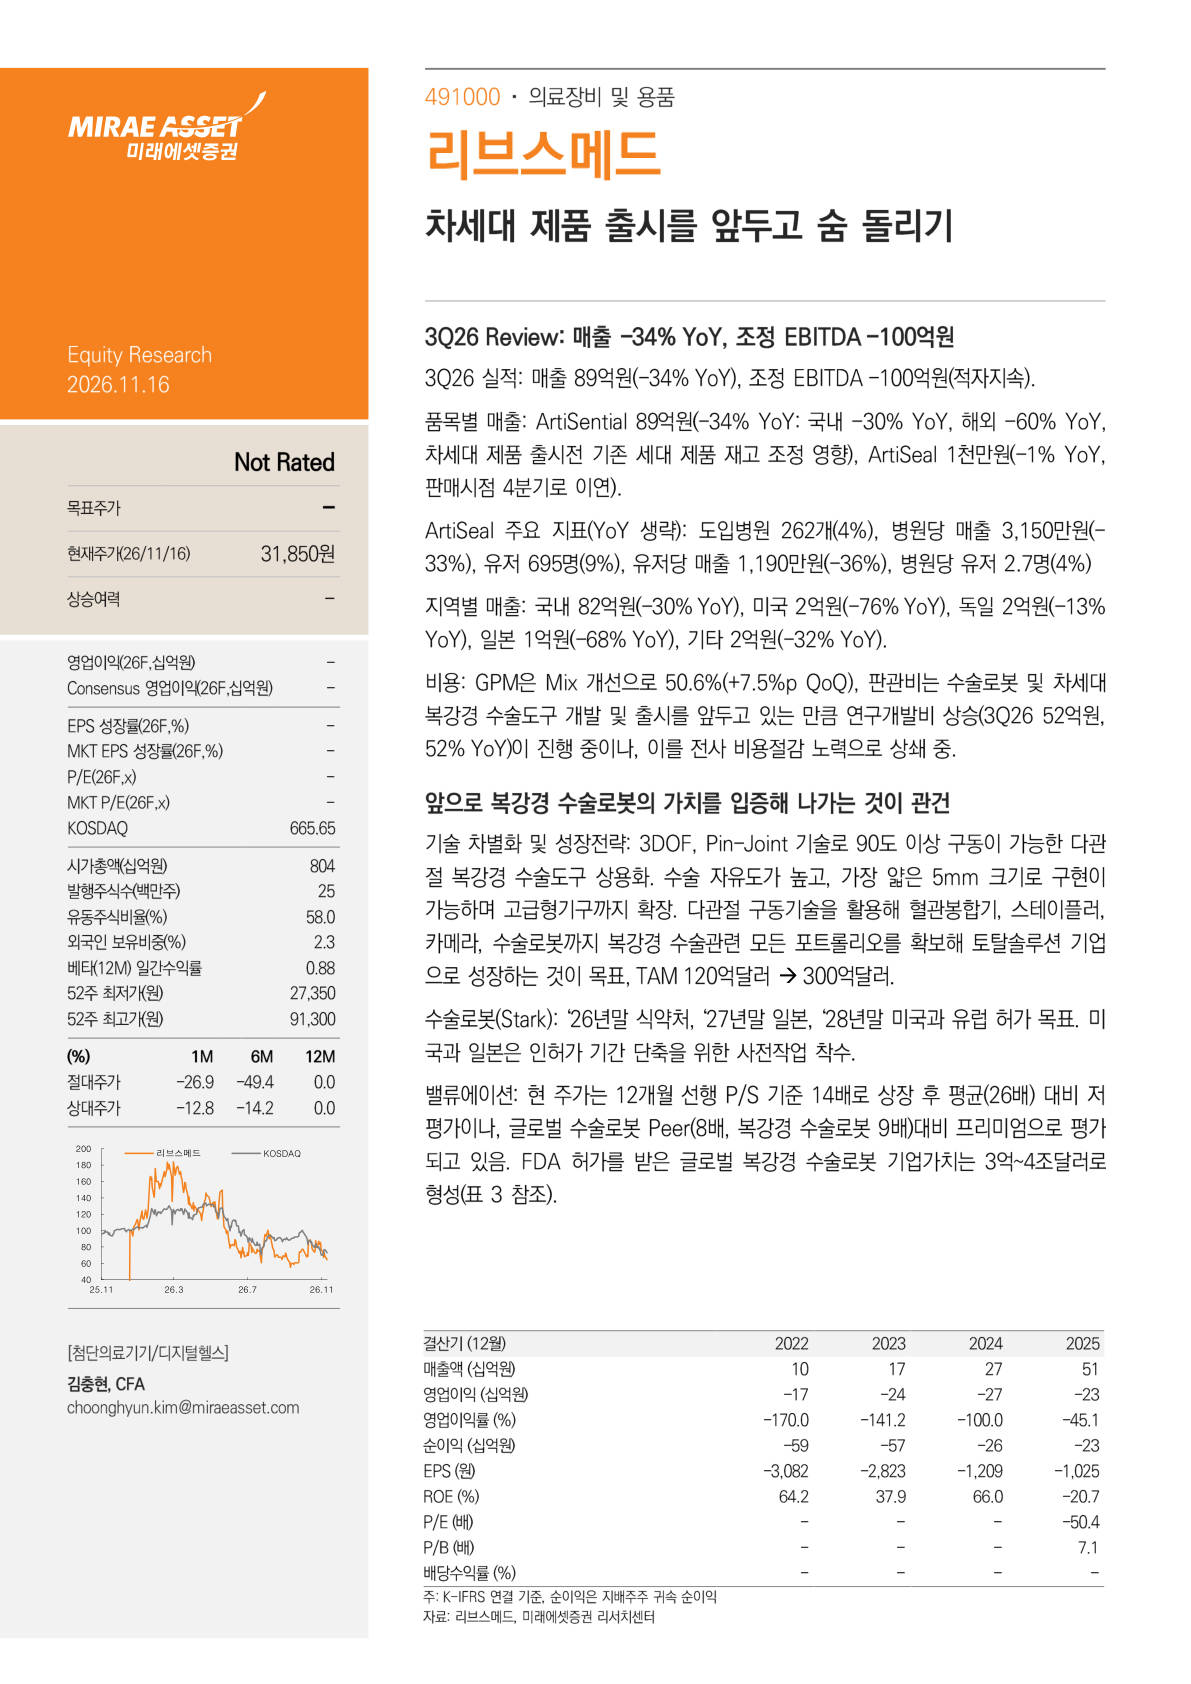 MIRAE ASSET
미래에셋증권
Equity Research
2026.11.16
491000 · 의료장비 및 용품
리브스메드
차세대 제품 출시를 앞두고 숨 돌리기
Not Rated
목표주가 –
현재주가(26/11/16) 31,850원
상승여력 –
영업이익(26F,십억원) –
Consensus 영업이익(26F,십억원) –
EPS 성장률(26F,%) –
MKT EPS 성장률(26F,%) –
P/E(26F,x) –
MKT P/E(26F,x) –
KOSDAQ 665.65
시가총액(십억원) 804
발행주식수(백만주) 25
유동주식비율(%) 58.0
외국인 보유비중(%) 2.3
베타(12M) 일간수익률 0.88
52주 최저가(원) 27,350
52주 최고가(원) 91,300
(%) 1M 6M 12M
절대주가 -26.9 -49.4 0.0
상대주가 -12.8 -14.2 0.0
리브스메드 KOSDAQ
200
180
160
140
120
100
80
60
40
25.11 26.3 26.7 26.11
[첨단의료기기/디지털헬스]
김충현, CFA
choonghyun.kim@miraeasset.com
3Q26 Review: 매출 -34% YoY, 조정 EBITDA -100억원
3Q26 실적: 매출 89억원(-34% YoY), 조정 EBITDA -100억원(적자지속).
품목별 매출: ArtiSential 89억원(-34% YoY: 국내 -30% YoY, 해외 -60% YoY,
차세대 제품 출시전 기존 세대 제품 재고 조정 영향), ArtiSeal 1천만원(-1% YoY,
판매시점 4분기로 이연).
ArtiSeal 주요 지표(YoY 생략): 도입병원 262개(4%), 병원당 매출 3,150만원(-
33%), 유저 695명(9%), 유저당 매출 1,190만원(-36%), 병원당 유저 2.7명(4%)
지역별 매출: 국내 82억원(-30% YoY), 미국 2억원(-76% YoY), 독일 2억원(-13%
YoY), 일본 1억원(-68% YoY), 기타 2억원(-32% YoY).
비용: GPM은 Mix 개선으로 50.6%(+7.5%p QoQ), 판관비는 수술로봇 및 차세대
복강경 수술도구 개발 및 출시를 앞두고 있는 만큼 연구개발비 상승(3Q26 52억원,
52% YoY)이 진행 중이나, 이를 전사 비용절감 노력으로 상쇄 중.
앞으로 복강경 수술로봇의 가치를 입증해 나가는 것이 관건
기술 차별화 및 성장전략: 3DOF, Pin-Joint 기술로 90도 이상 구동이 가능한 다관
절 복강경 수술도구 상용화. 수술 자유도가 높고, 가장 얇은 5mm 크기로 구현이
가능하며 고급형기구까지 확장. 다관절 구동기술을 활용해 혈관봉합기, 스테이플러,
카메라, 수술로봇까지 복강경 수술관련 모든 포트폴리오를 확보해 토탈솔루션 기업
으로 성장하는 것이 목표, TAM 120억달러 → 300억달러.
수술로봇(Stark): ‘26년말 식약처, ‘27년말 일본, ‘28년말 미국과 유럽 허가 목표. 미
국과 일본은 인허가 기간 단축을 위한 사전작업 착수.
밸류에이션: 현 주가는 12개월 선행 P/S 기준 14배로 상장 후 평균(26배) 대비 저
평가이나, 글로벌 수술로봇 Peer(8배, 복강경 수술로봇 9배)대비 프리미엄으로 평가
되고 있음. FDA 허가를 받은 글로벌 복강경 수술로봇 기업가치는 3억~4조달러로
형성(표 3 참조).
결산기 (12월) 2022 2023 2024 2025
매출액 (십억원) 10 17 27 51
영업이익 (십억원) -17 -24 -27 -23
영업이익률 (%) -170.0 -141.2 -100.0 -45.1
순이익 (십억원) -59 -57 -26 -23
EPS (원) -3,082 -2,823 -1,209 -1,025
ROE (%) 64.2 37.9 66.0 -20.7
P/E (배) – – – -50.4
P/B (배) – – – 7.1
배당수익률 (%) – – – –
주: K-IFRS 연결 기준, 순이익은 지배주주 귀속 순이익
자료: 리브스메드, 미래에셋증권 리서치센터